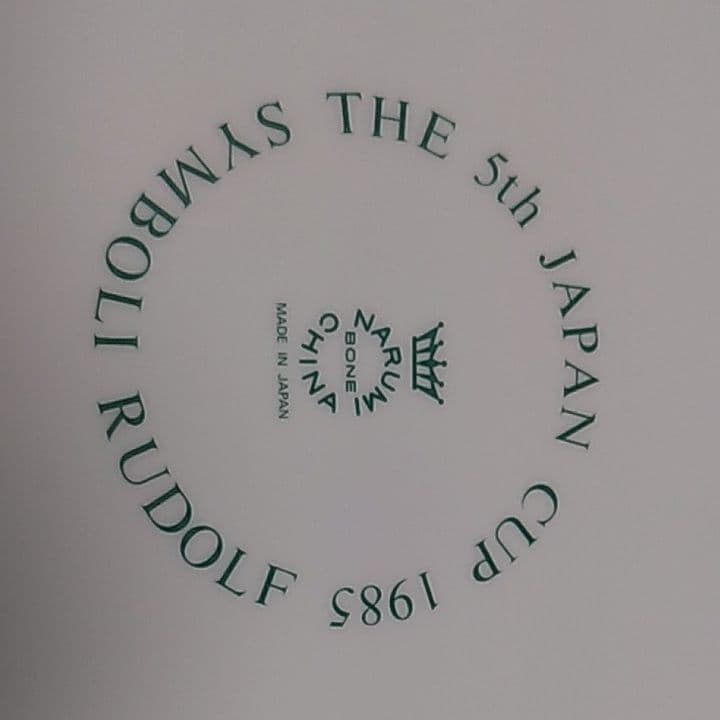 THE 5th JAPAN CUP 1985
SYMBOLI RUDOLF
NARUMI
BONE
CHINA
MADE IN JAPAN